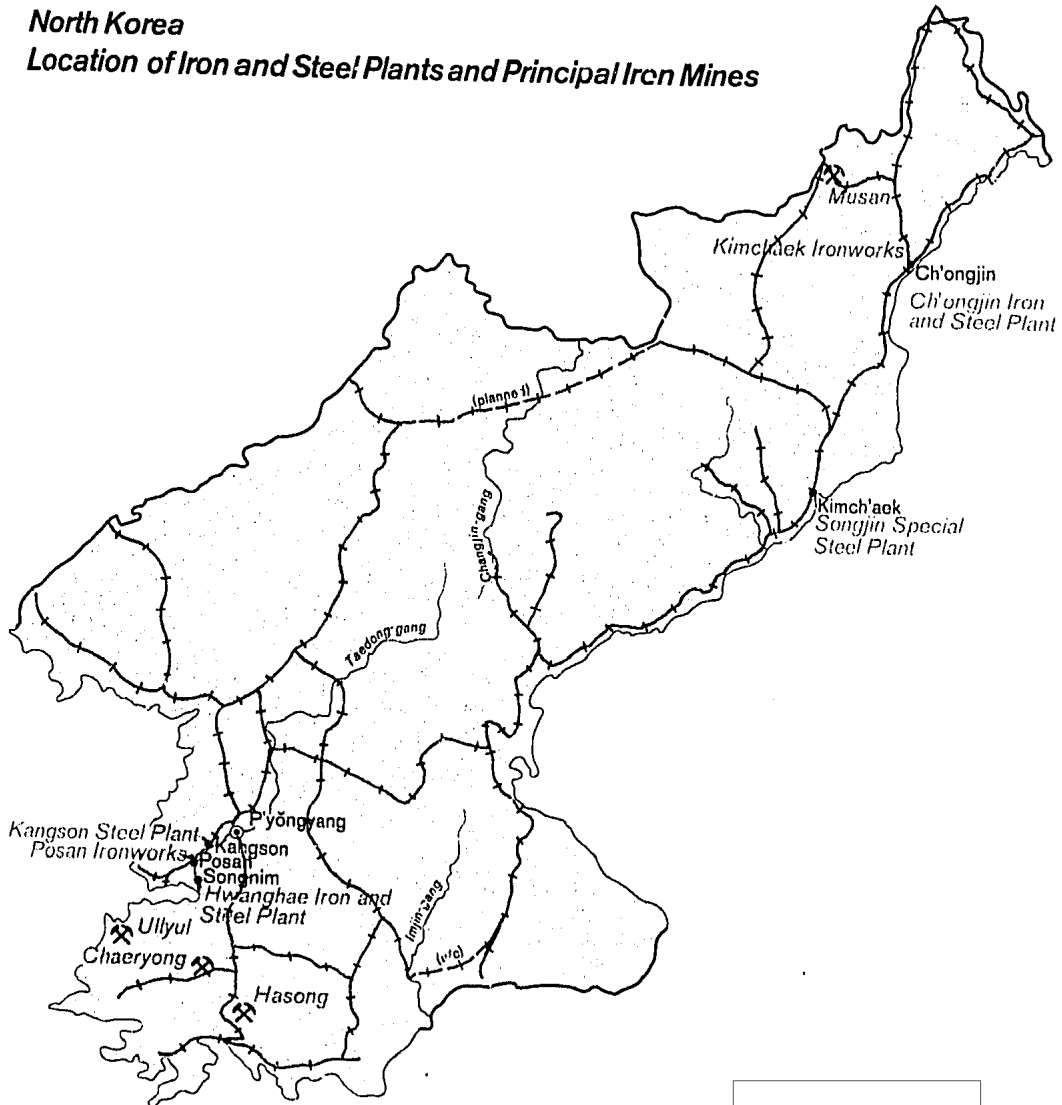 North Korea
Location of Iron and Steel Plants and Principal Iron Mines
Musan
Kimchaek Ironworks
Ch'ongjin
Ch'ongjin Iron
and Steel Plant
(planned)
Changjin-gang
Kimch'aek
Songjin Special
Steel Plant
Taedong-gang
P'yŏngyang
Kangson Steel Plant
Kangson
Posan Ironworks
Posan
Songnim
Hwanghae Iron and
Steel Plant
Imjin-gang
Ullyul
Chaeryong
(u/c)
Hasong